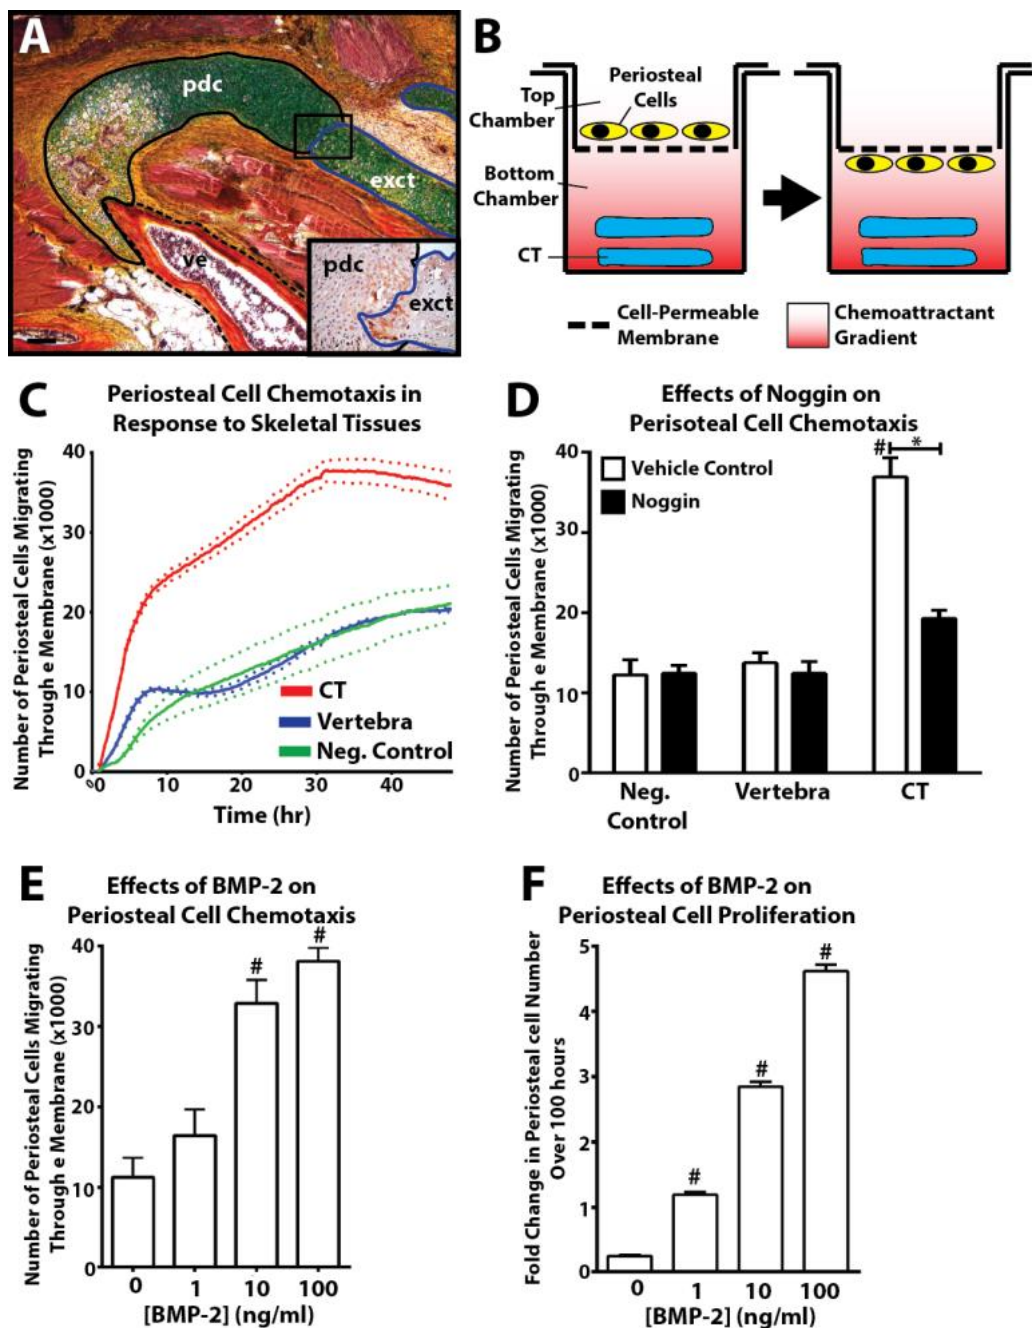 A
pdc
exct
ve
pdc
exct
B
Periosteal
Cells
Top
Chamber
Bottom
Chamber
CT
Cell-Permeable
Membrane
Chemoattractant
Gradient
C
Periosteal Cell Chemotaxis in
Response to Skeletal Tissues
Number of Periosteal Cells Migrating
Through e Membrane (x1000)
40
30
20
10
0
0
10
20
30
40
CT
Vertebra
Neg. Control
Time (hr)
D
Effects of Noggin on
Perisoteal Cell Chemotaxis
Number of Periosteal Cells Migrating
Through e Membrane (x1000)
40
30
20
10
0
Vehicle Control
Noggin
#
*
Neg.
Control
Vertebra
CT
E
Effects of BMP-2 on
Periosteal Cell Chemotaxis
Number of Periosteal Cells Migrating
Through e Membrane (x1000)
40
30
20
10
0
#
#
0
1
10
100
[BMP-2] (ng/ml)
F
Effects of BMP-2 on
Periosteal Cell Proliferation
Fold Change in Periosteal cell Number
Over 100 hours
5
4
3
2
1
0
#
#
#
0
1
10
100
[BMP-2] (ng/ml)